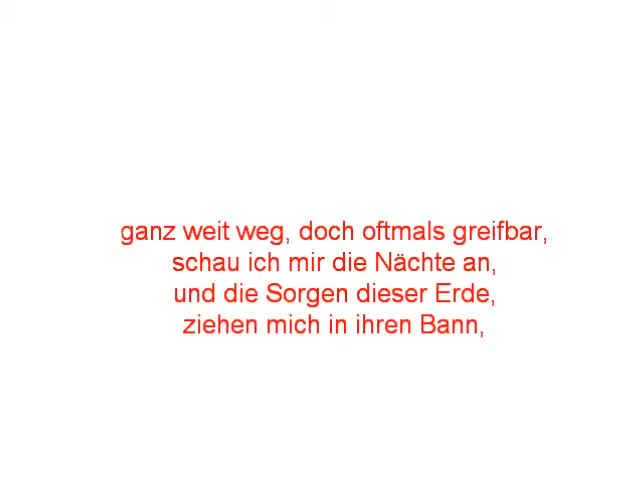 ganz weit weg, doch oftmals greifbar,
schau ich mir die Nächte an,
und die Sorgen dieser Erde,
ziehen mich in ihren Bann,